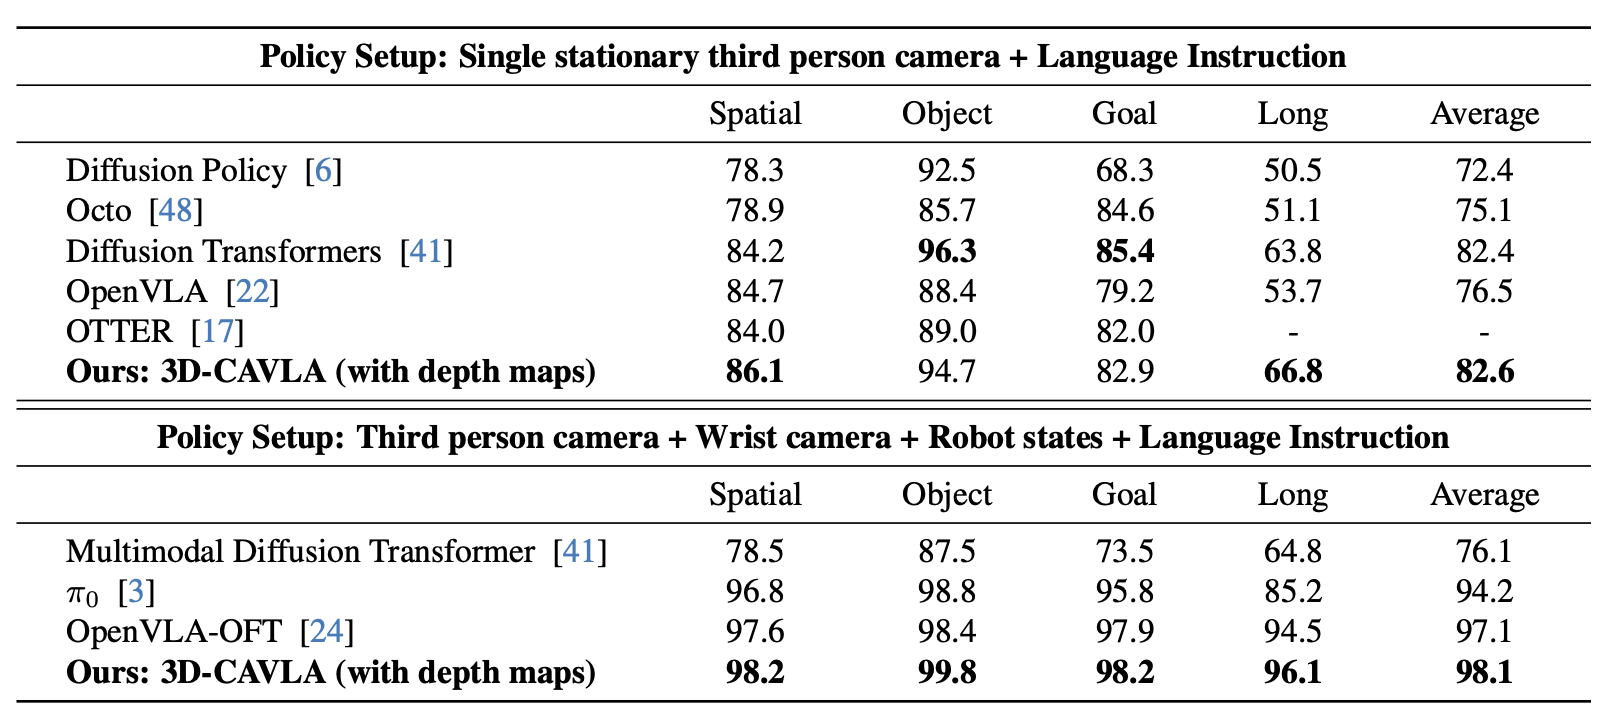 Policy Setup: Single stationary third person camera + Language Instruction
Spatial Object Goal Long Average
Diffusion Policy [6] 78.3 92.5 68.3 50.5 72.4
Octo [48] 78.9 85.7 84.6 51.1 75.1
Diffusion Transformers [41] 84.2 96.3 85.4 63.8 82.4
OpenVLA [22] 84.7 88.4 79.2 53.7 76.5
OTTER [17] 84.0 89.0 82.0 - -
Ours: 3D-CAVLA (with depth maps) 86.1 94.7 82.9 66.8 82.6
Policy Setup: Third person camera + Wrist camera + Robot states + Language Instruction
Spatial Object Goal Long Average
Multimodal Diffusion Transformer [41] 78.5 87.5 73.5 64.8 76.1
π₀ [3] 96.8 98.8 95.8 85.2 94.2
OpenVLA-OFT [24] 97.6 98.4 97.9 94.5 97.1
Ours: 3D-CAVLA (with depth maps) 98.2 99.8 98.2 96.1 98.1